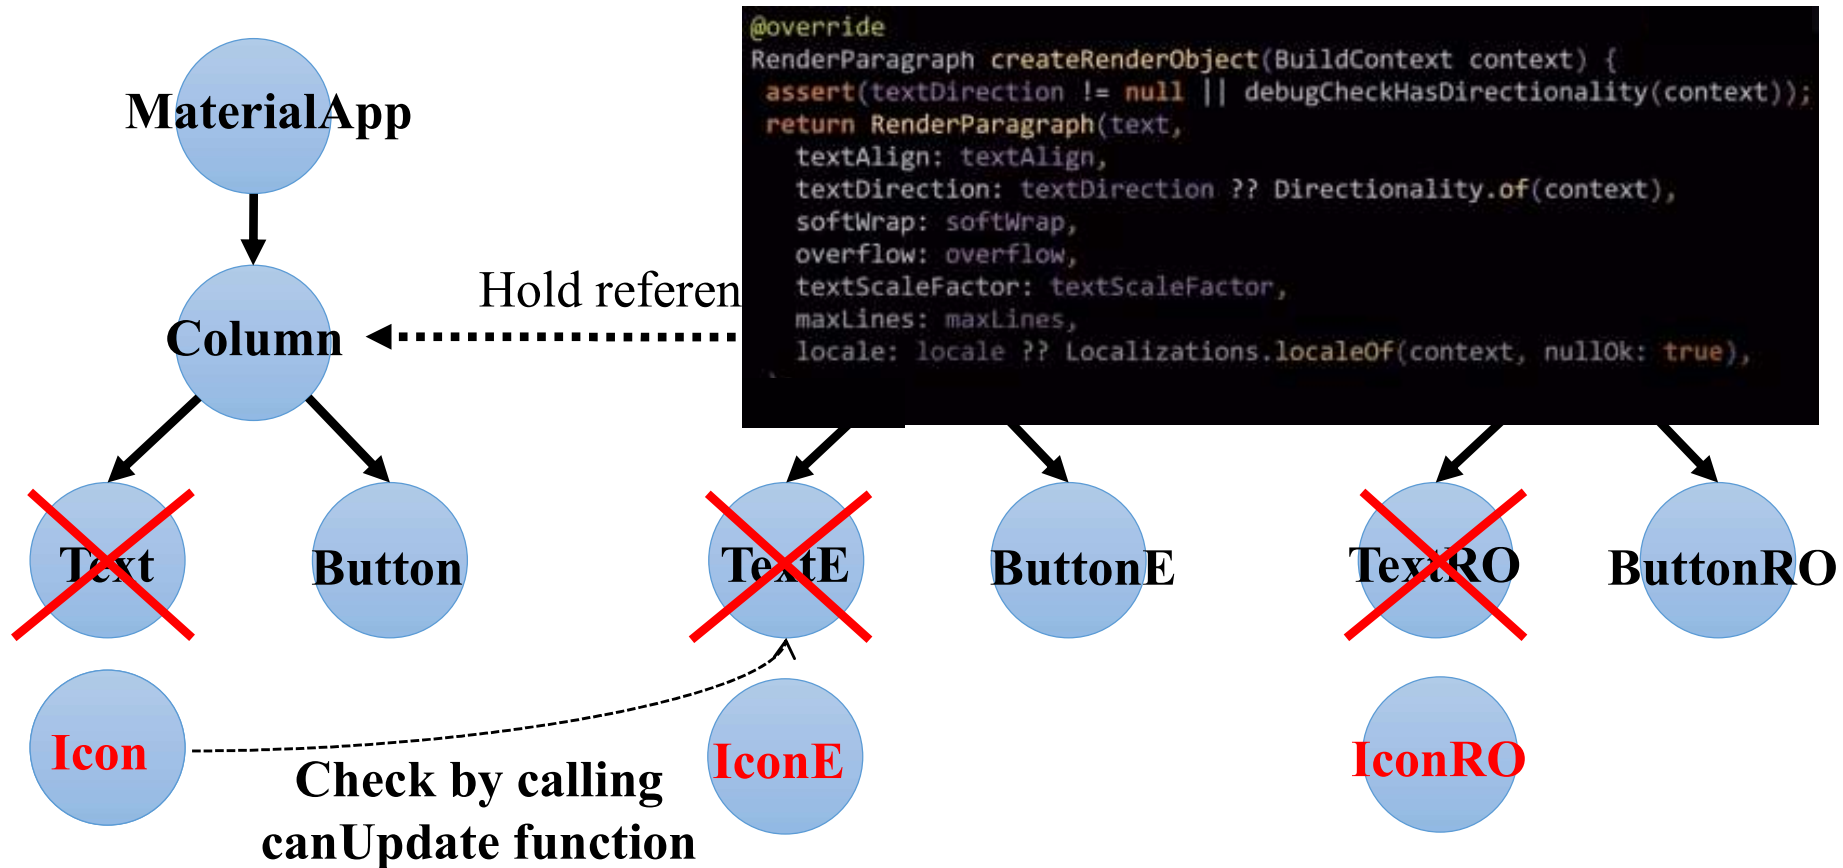 @override
RenderParagraph createRenderObject(BuildContext context) {
assert(textDirection != null || debugCheckHasDirectionality(context));
return RenderParagraph(text,
textAlign: textAlign,
textDirection: textDirection ?? Directionality.of(context),
softWrap: softWrap,
overflow: overflow,
textScaleFactor: textScaleFactor,
maxLines: maxLines,
locale: locale ?? Localizations.localeOf(context, nullOk: true),
MaterialApp
Hold referen
Column
Text
Button
TextE
ButtonE
TextRO
ButtonRO
Icon
IconE
IconRO
Check by calling
canUpdate function